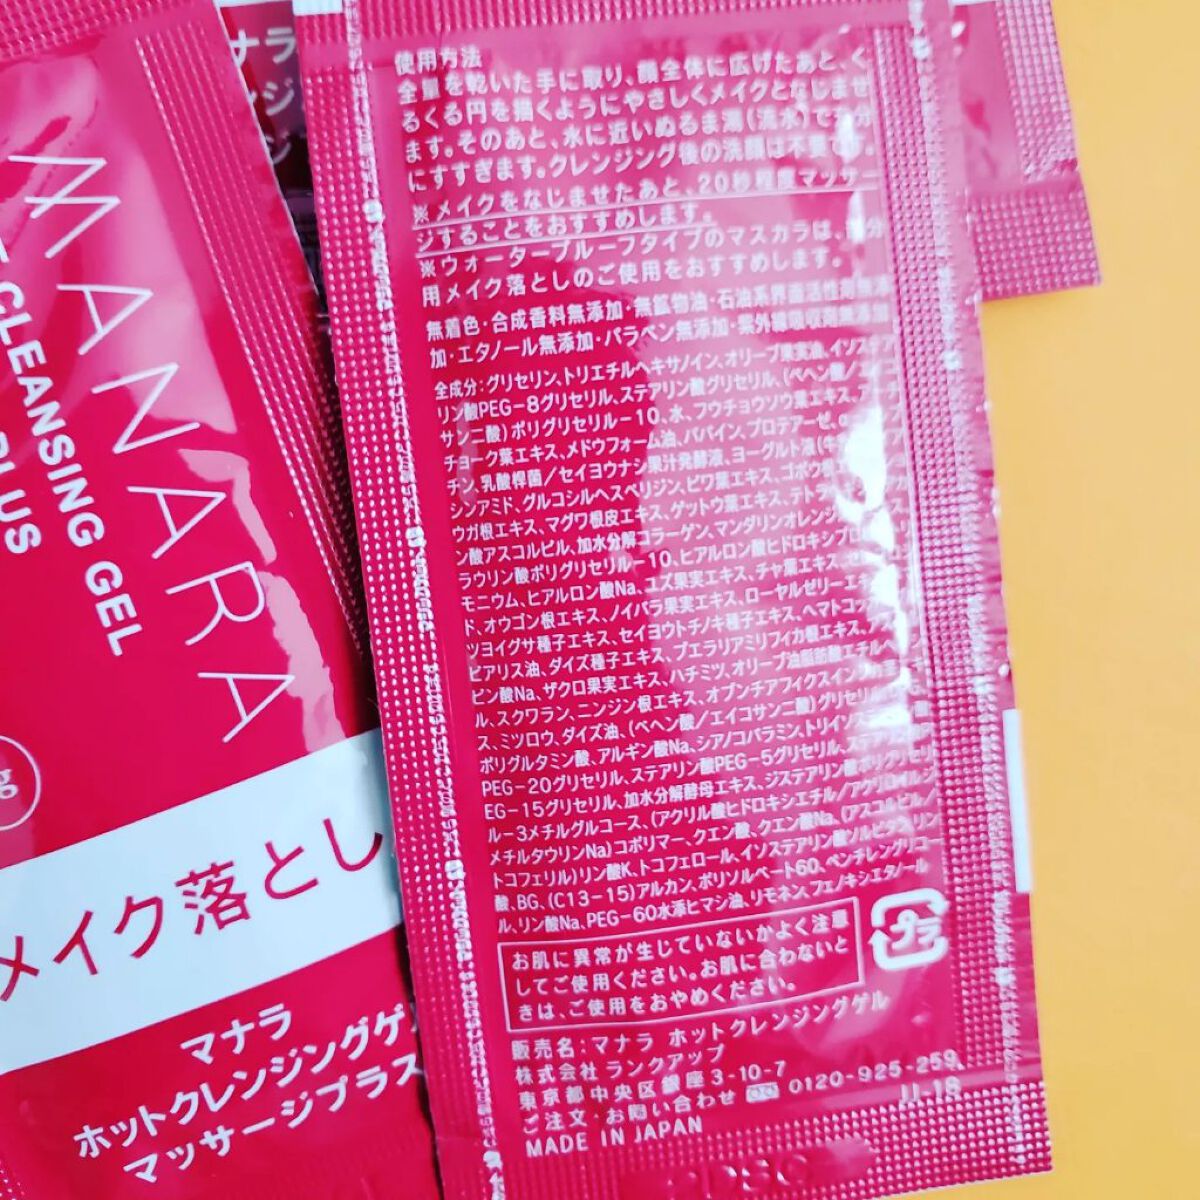 MANARA
CLEANSING GEL
PLUS
g
メイク落とし
マナラ
ホットクレンジングゲ
マッサージプラス
ナラ
使用方法
全量を乾いた手に取り、顔全体に広げたあと、く
るくる円を描くようにやさしくメイクとなじませ
ます。そのあと、水に近いぬるま湯(流水)で
にすすぎます。クレンジング後の洗顔は不要です。
※メイクをなじませたあと、20秒程度マッサー
ジすることをおすすめします。
※ウォータープルーフタイプのマスカラは、
用メイク落としのご使用をおすすめします。
無着色・合成香料無添加・無鉱物油・石油系界面活性剤無添
加・エタノール無添加・パラベン無添加・紫外線吸収剤無添加
全成分:グリセリン、トリエチルヘキサノイン、オリーブ果実油、イソステア
リン酸PEG-8グリセリル、ステアリン酸グリセリル、(ベヘン酸/
サン二酸)ポリグリセリル-10、水、フウチョウソウ葉エキス、
チョーク葉エキス、メドウフォーム油、パパイン、プロテアーゼ、
チン、乳酸桿菌/セイヨウナシ果汁発酵液、ヨーグルト液
シンアミド、グルコシルヘスペリジン、ビワ葉エキス、ゴボウ根
ウガ根エキス、マグワ根皮エキス、ゲットウ葉エキス、テトラ
ン酸アスコルビル、加水分解コラーゲン、マンダリンオレンジ
ラウリン酸ポリグリセリル-10、ヒアルロン酸ヒドロキシプロ
モニウム、ヒアルロン酸Na、ユズ果実エキス、チャ葉エキス、
ド、オウゴン根エキス、ノイバラ果実エキス、ローヤルゼリーエキ
ツヨイグサ種子エキス、セイヨウトチノキ種子エキス、ヘマトコッ
ビアリス油、ダイズ種子エキス、プエラリアミリフィカ根エキス、
ピン酸Na、ザクロ果実エキス、ハチミツ、オリーブ油脂肪酸エチルヘ
ル、スクワラン、ニンジン根エキス、オプンチアフィクスインジ
ス、ミツロウ、ダイズ油、(ベヘン酸/エイコサン二酸)グリセリル、
ポリグルタミン酸、アルギン酸Na、シアノコバラミン、トリイソス
PEG-20グリセリル、ステアリン酸PEG-5グリセリル、ステアリン
EG-15グリセリル、加水分解酵母エキス、ジステアリン酸ポリグリセリ
ル-3メチルグルコース、(アクリル酸ヒドロキシエチル/アクリロイルジ
メチルタウリンNa)コポリマー、クエン酸、クエン酸Na、(アスコルビル/
トコフェリル)リン酸K、トコフェロール、イソステアリン酸ソルビタン、リン
酸、BG、(C13-15)アルカン、ポリソルベート60、ペンチレングリコー
ル、リン酸Na、PEG-60水添ヒマシ油、リモネン、フェノキシエタノール
お肌に異常が生じていないかよく注意
してご使用ください。お肌に合わないと
きは、ご使用をおやめください。
プラ
販売名:マナラ ホットクレンジングゲル
株式会社 ランクアップ
東京都中央区銀座3-10-7
ご注文・お問い合わせ 0120-925-259
MADE IN JAPAN